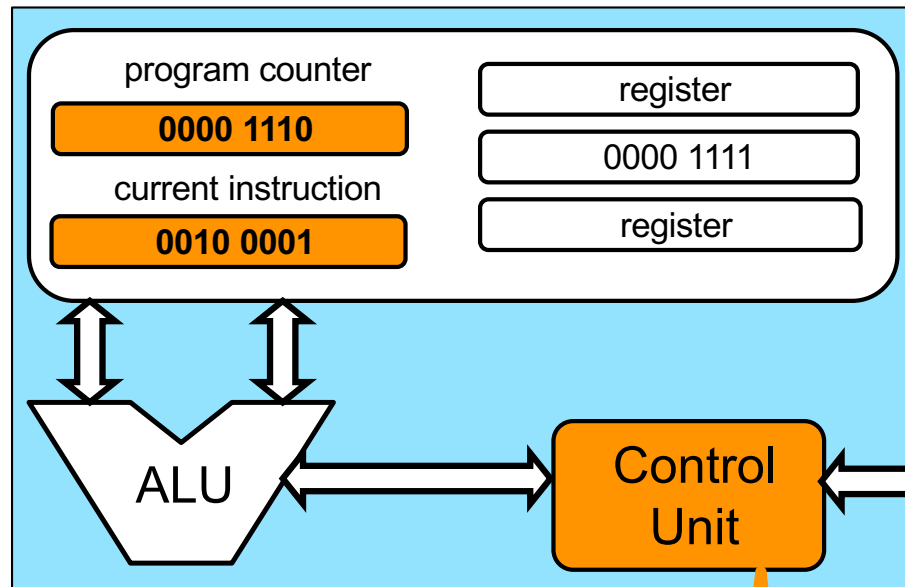 program counter
0000 1110
current instruction
0010 0001
register
0000 1111
register
ALU
Control
Unit